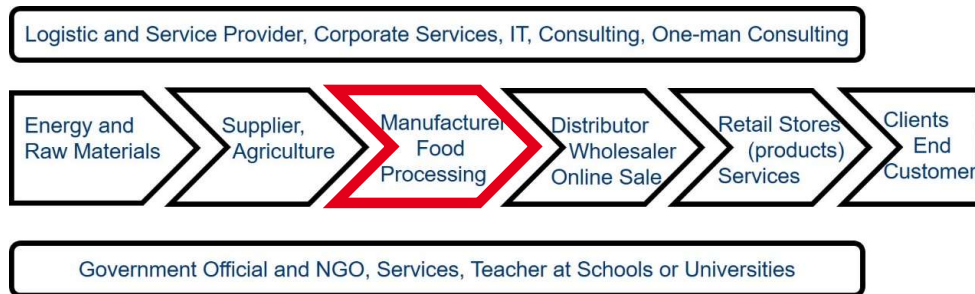 Logistic and Service Provider, Corporate Services, IT, Consulting, One-man Consulting
Energy and
Raw Materials
Supplier,
Agriculture
Manufacturer
Food
Processing
Distributor
Wholesaler
Online Sale
Retail Stores
(products)
Services
Clients
End
Customer
Government Official and NGO, Services, Teacher at Schools or Universities